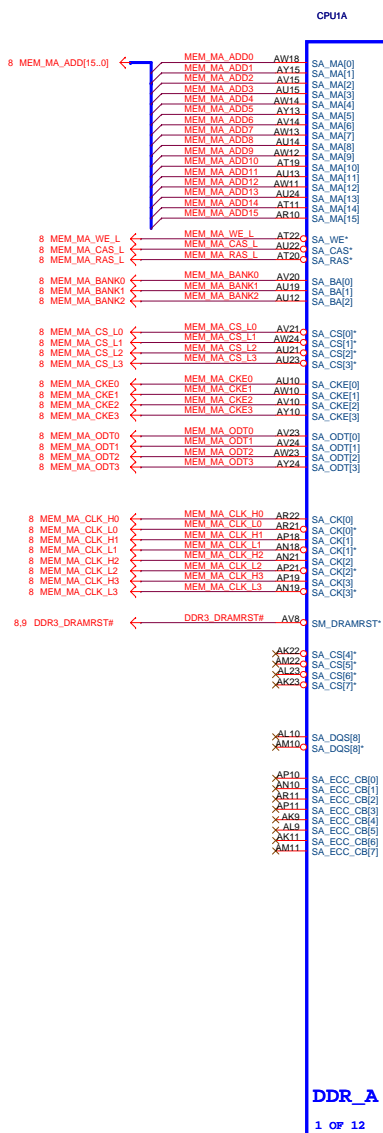 CPU1A
8 MEM_MA_ADD[15..0]
MEM_MA_ADD0 AW18 SA_MA[0]
MEM_MA_ADD1 AY15 SA_MA[1]
MEM_MA_ADD2 AV15 SA_MA[2]
MEM_MA_ADD3 AU15 SA_MA[3]
MEM_MA_ADD4 AW14 SA_MA[4]
MEM_MA_ADD5 AY13 SA_MA[5]
MEM_MA_ADD6 AV14 SA_MA[6]
MEM_MA_ADD7 AW13 SA_MA[7]
MEM_MA_ADD8 AU14 SA_MA[8]
MEM_MA_ADD9 AW12 SA_MA[9]
MEM_MA_ADD10 AT19 SA_MA[10]
MEM_MA_ADD11 AU13 SA_MA[11]
MEM_MA_ADD12 AW11 SA_MA[12]
MEM_MA_ADD13 AU24 SA_MA[13]
MEM_MA_ADD14 AT11 SA_MA[14]
MEM_MA_ADD15 AR10 SA_MA[15]
8 MEM_MA_WE_L MEM_MA_WE_L AT22 SA_WE*
8 MEM_MA_CAS_L MEM_MA_CAS_L AU22 SA_CAS*
8 MEM_MA_RAS_L MEM_MA_RAS_L AT20 SA_RAS*
8 MEM_MA_BANK0 MEM_MA_BANK0 AV20 SA_BA[0]
8 MEM_MA_BANK1 MEM_MA_BANK1 AU19 SA_BA[1]
8 MEM_MA_BANK2 MEM_MA_BANK2 AU12 SA_BA[2]
8 MEM_MA_CS_L0 MEM_MA_CS_L0 AV21 SA_CS[0]*
8 MEM_MA_CS_L1 MEM_MA_CS_L1 AW24 SA_CS[1]*
8 MEM_MA_CS_L2 MEM_MA_CS_L2 AU21 SA_CS[2]*
8 MEM_MA_CS_L3 MEM_MA_CS_L3 AU23 SA_CS[3]*
8 MEM_MA_CKE0 MEM_MA_CKE0 AU10 SA_CKE[0]
8 MEM_MA_CKE1 MEM_MA_CKE1 AW10 SA_CKE[1]
8 MEM_MA_CKE2 MEM_MA_CKE2 AV10 SA_CKE[2]
8 MEM_MA_CKE3 MEM_MA_CKE3 AY10 SA_CKE[3]
8 MEM_MA_ODT0 MEM_MA_ODT0 AV23 SA_ODT[0]
8 MEM_MA_ODT1 MEM_MA_ODT1 AV24 SA_ODT[1]
8 MEM_MA_ODT2 MEM_MA_ODT2 AW23 SA_ODT[2]
8 MEM_MA_ODT3 MEM_MA_ODT3 AY24 SA_ODT[3]
8 MEM_MA_CLK_H0 MEM_MA_CLK_H0 AR22 SA_CK[0]
8 MEM_MA_CLK_L0 MEM_MA_CLK_L0 AR21 SA_CK[0]*
8 MEM_MA_CLK_H1 MEM_MA_CLK_H1 AP18 SA_CK[1]
8 MEM_MA_CLK_L1 MEM_MA_CLK_L1 AN18 SA_CK[1]*
8 MEM_MA_CLK_H2 MEM_MA_CLK_H2 AN21 SA_CK[2]
8 MEM_MA_CLK_L2 MEM_MA_CLK_L2 AP21 SA_CK[2]*
8 MEM_MA_CLK_H3 MEM_MA_CLK_H3 AP19 SA_CK[3]
8 MEM_MA_CLK_L3 MEM_MA_CLK_L3 AN19 SA_CK[3]*
8,9 DDR3_DRAMRST# DDR3_DRAMRST# AV8 SM_DRAMRST*
AK22 SA_CS[4]*
AM22 SA_CS[5]*
AL23 SA_CS[6]*
AK23 SA_CS[7]*
AL10 SA_DQS[8]
AM10 SA_DQS[8]*
AP10 SA_ECC_CB[0]
AN10 SA_ECC_CB[1]
AR11 SA_ECC_CB[2]
AP11 SA_ECC_CB[3]
AK9 SA_ECC_CB[4]
AL9 SA_ECC_CB[5]
AK11 SA_ECC_CB[6]
AM11 SA_ECC_CB[7]
DDR_A
1 OF 12